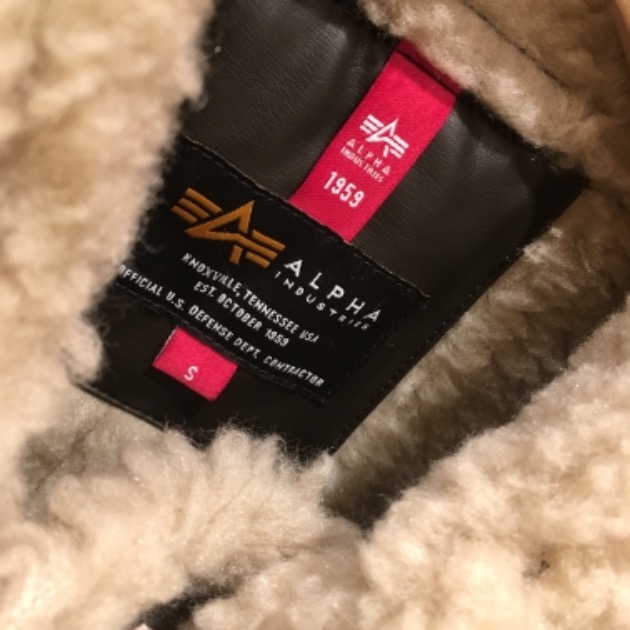 ALPHA
INDUSTRIES
1959
ALPHA
INDUSTRIES
KNOXVILLE, TENNESSEE USA
EST. OCTOBER 1959
OFFICIAL U.S. DEFENSE DEPT. CONTRACTOR
S